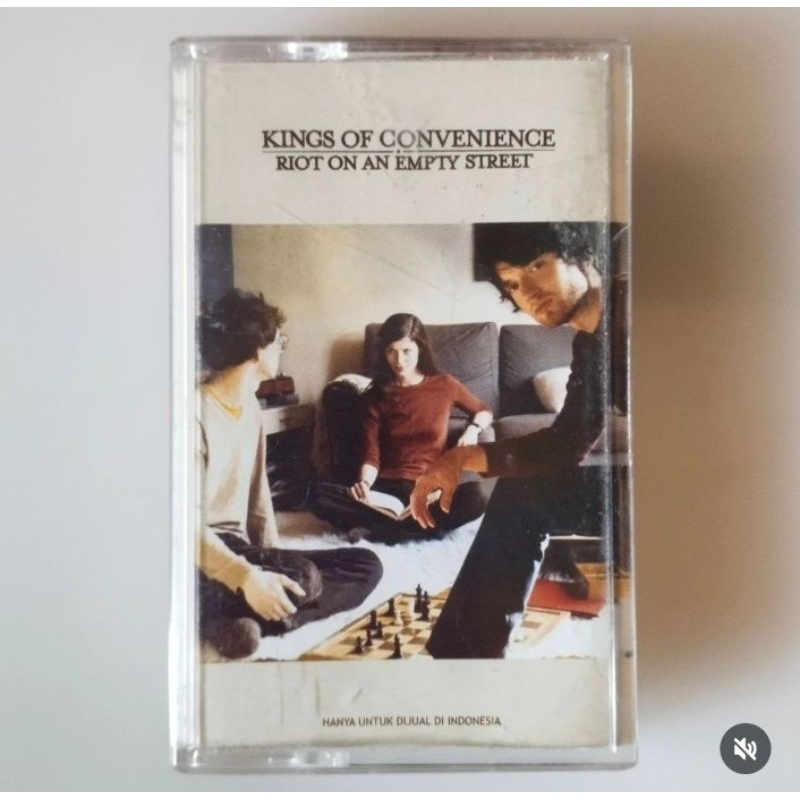 KINGS OF CONVENIENCE
RIOT ON AN EMPTY STREET
HANYA UNTUK DIJUAL DI INDONESIA